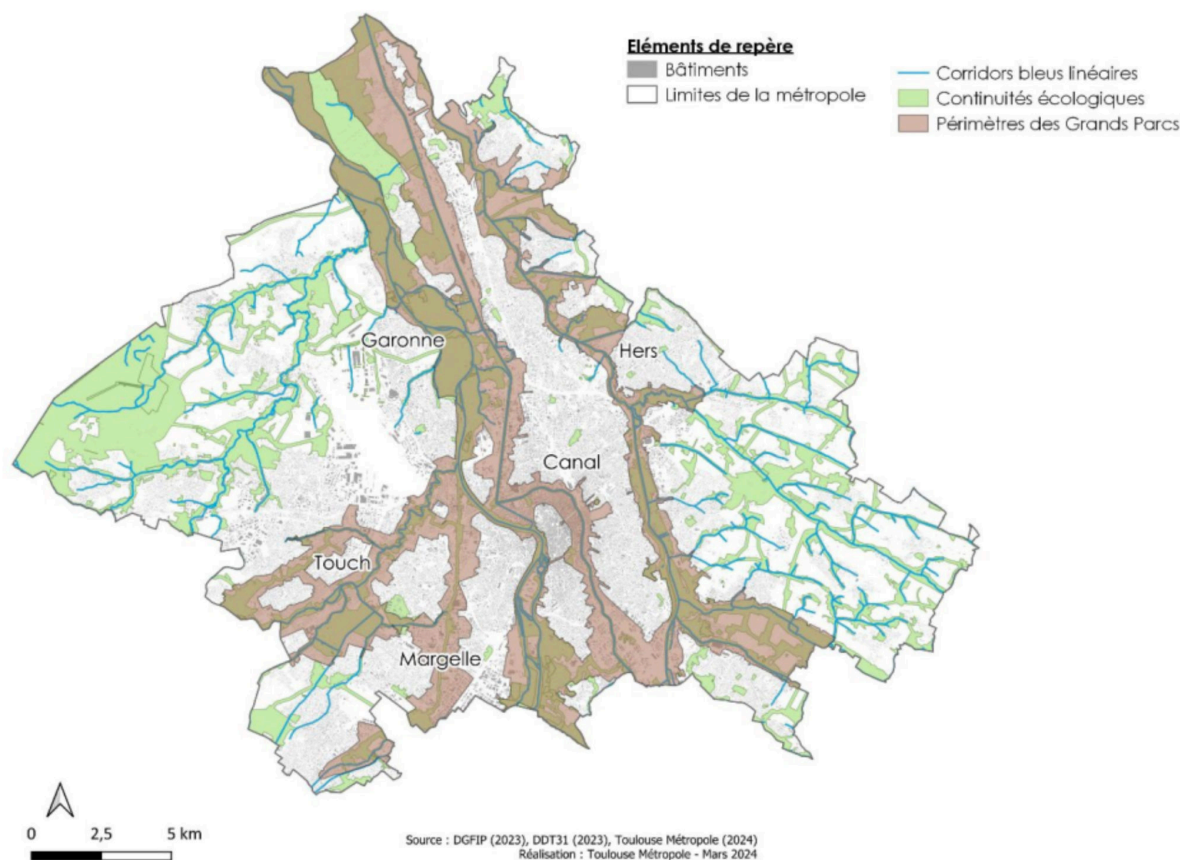 Eléments de repère
Bâtiments
Limites de la métropole
Corridors bleus linéaires
Continuités écologiques
Périmètres des Grands Parcs
Garonne
Hers
Canal
Touch
Margelle
0 2,5 5 km
Source : DGFIP (2023), DDT31 (2023), Toulouse Métropole (2024)
Réalisation : Toulouse Métropole - Mars 2024